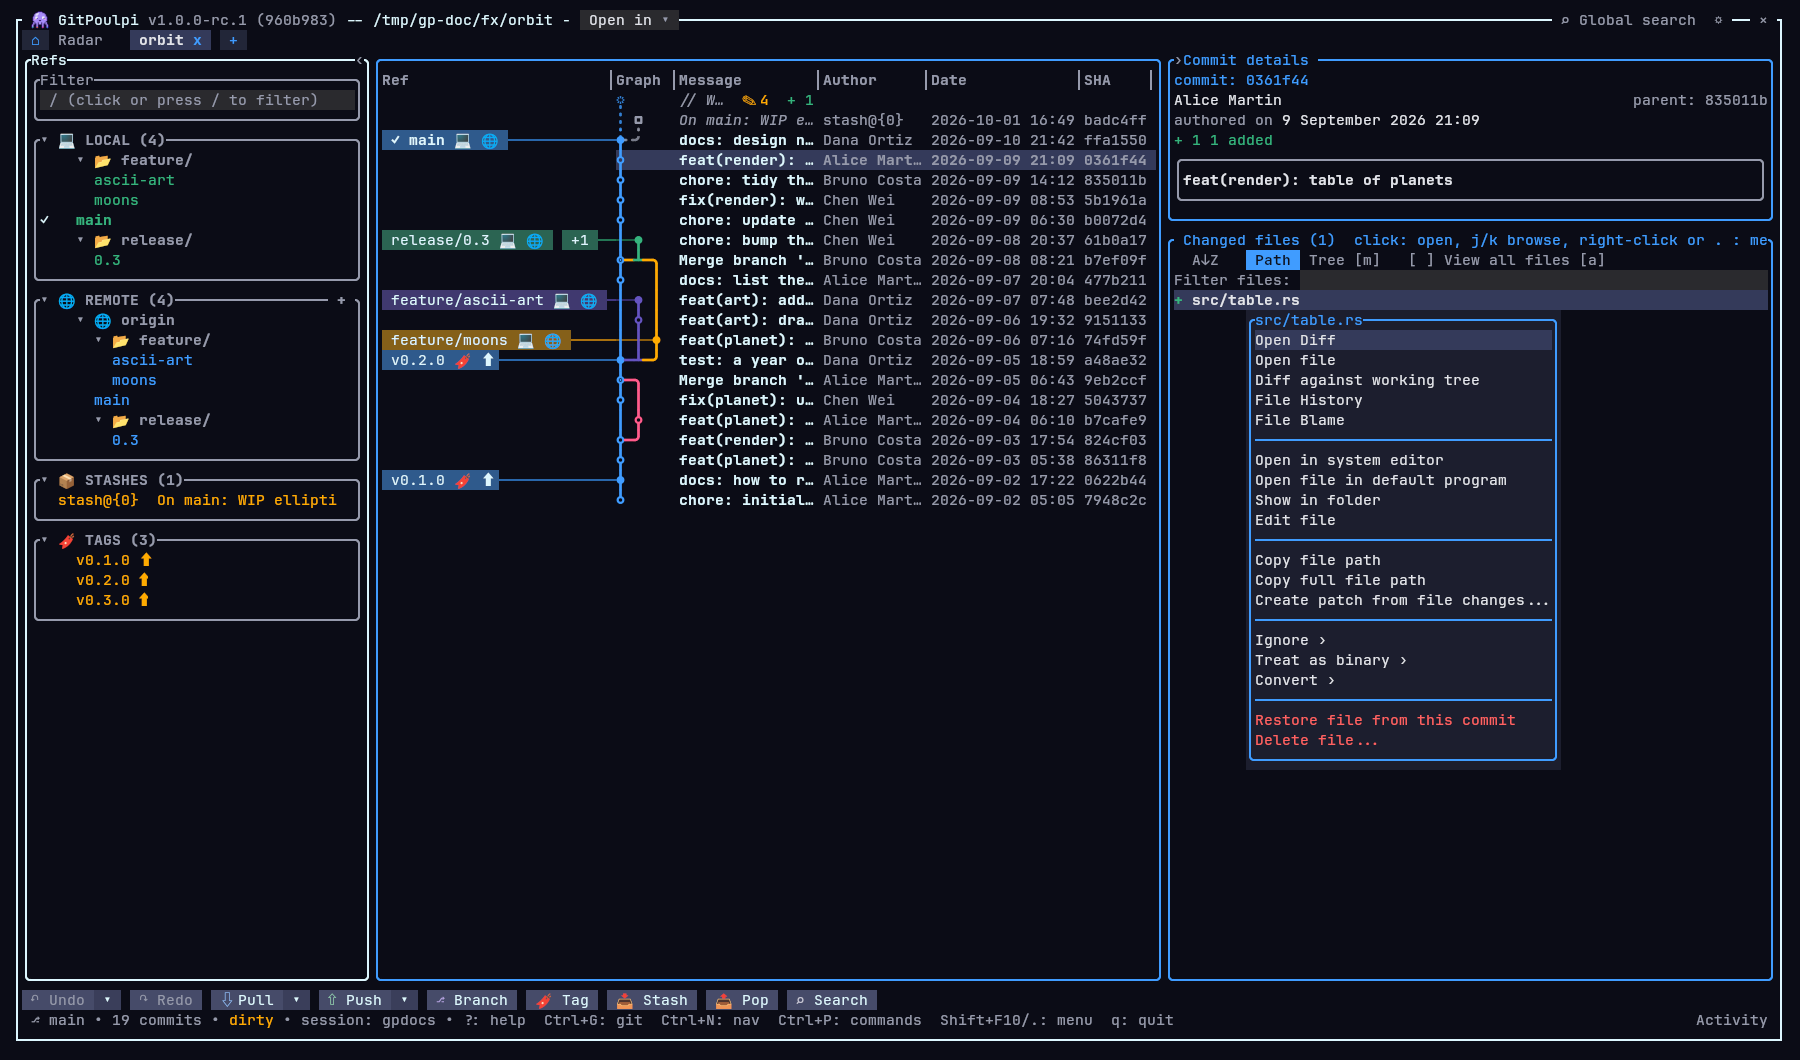 GitPoulpi v1.0.0-rc.1 (960b983) —— /tmp/gp-doc/fx/orbit - Open in ▾ ⌕ Global search ⚙ — ×
⌂ Radar orbit x +
Refs ‹
Filter
/ (click or press / to filter)
▾ 💻 LOCAL (4)
▾ 📂 feature/
ascii-art
moons
✓ main
▾ 📂 release/
0.3
▾ 🌐 REMOTE (4) +
▾ 🌐 origin
▾ 📂 feature/
ascii-art
moons
main
▾ 📂 release/
0.3
▾ 📦 STASHES (1)
stash@{0} On main: WIP ellipti
▾ 🔖 TAGS (3)
v0.1.0 ⬆
v0.2.0 ⬆
v0.3.0 ⬆
Ref Graph Message Author Date SHA
// W… ✎ 4 + 1
On main: WIP e… stash@{0} 2026-10-01 16:49 badc4ff
✓ main 💻 🌐 docs: design n… Dana Ortiz 2026-09-10 21:42 ffa1550
feat(render): … Alice Mart… 2026-09-09 21:09 0361f44
chore: tidy th… Bruno Costa 2026-09-09 14:12 835011b
fix(render): w… Chen Wei 2026-09-09 08:53 5b1961a
chore: update … Chen Wei 2026-09-09 06:30 b0072d4
release/0.3 💻 🌐 +1 chore: bump th… Chen Wei 2026-09-08 20:37 61b0a17
Merge branch '… Bruno Costa 2026-09-08 08:21 b7ef09f
docs: list the… Alice Mart… 2026-09-07 20:04 477b211
feature/ascii-art 💻 🌐 feat(art): add… Dana Ortiz 2026-09-07 07:48 bee2d42
feat(art): dra… Dana Ortiz 2026-09-06 19:32 9151133
feature/moons 💻 🌐 feat(planet): … Bruno Costa 2026-09-06 07:16 74fd59f
v0.2.0 🔖 ⬆ test: a year o… Dana Ortiz 2026-09-05 18:59 a48ae32
Merge branch '… Alice Mart… 2026-09-05 06:43 9eb2ccf
fix(planet): u… Chen Wei 2026-09-04 18:27 5043737
feat(planet): … Alice Mart… 2026-09-04 06:10 b7cafe9
feat(render): … Bruno Costa 2026-09-03 17:54 824cf03
feat(planet): … Bruno Costa 2026-09-03 05:38 86311f8
v0.1.0 🔖 ⬆ docs: how to r… Alice Mart… 2026-09-02 17:22 0622b44
chore: initial… Alice Mart… 2026-09-02 05:05 7948c2c
›Commit details
commit: 0361f44
Alice Martin parent: 835011b
authored on 9 September 2026 21:09
+ 1 1 added
feat(render): table of planets
Changed files (1) click: open, j/k browse, right-click or . : me
A↓Z Path Tree [m] [ ] View all files [a]
Filter files:
+ src/table.rs
src/table.rs
Open Diff
Open file
Diff against working tree
File History
File Blame
Open in system editor
Open file in default program
Show in folder
Edit file
Copy file path
Copy full file path
Create patch from file changes...
Ignore ›
Treat as binary ›
Convert ›
Restore file from this commit
Delete file...
↶ Undo ▾ ↷ Redo ⇩ Pull ▾ ⇧ Push ▾ ⎇ Branch 🔖 Tag 📥 Stash 📤 Pop ⌕ Search
⎇ main • 19 commits • dirty • session: gpdocs • ?: help Ctrl+G: git Ctrl+N: nav Ctrl+P: commands Shift+F10/.: menu q: quit Activity